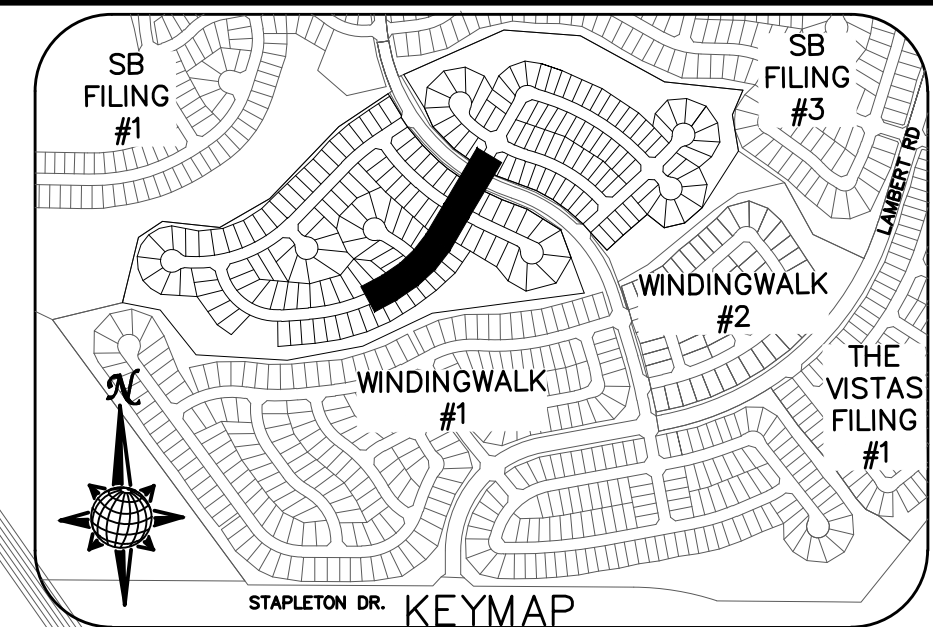 SB
FILING
#1
SB
FILING
#3
LAMBERT RD
WINDINGWALK
#2
THE
VISTAS
FILING
#1
WINDINGWALK
#1
N
STAPLETON DR.
KEYMAP